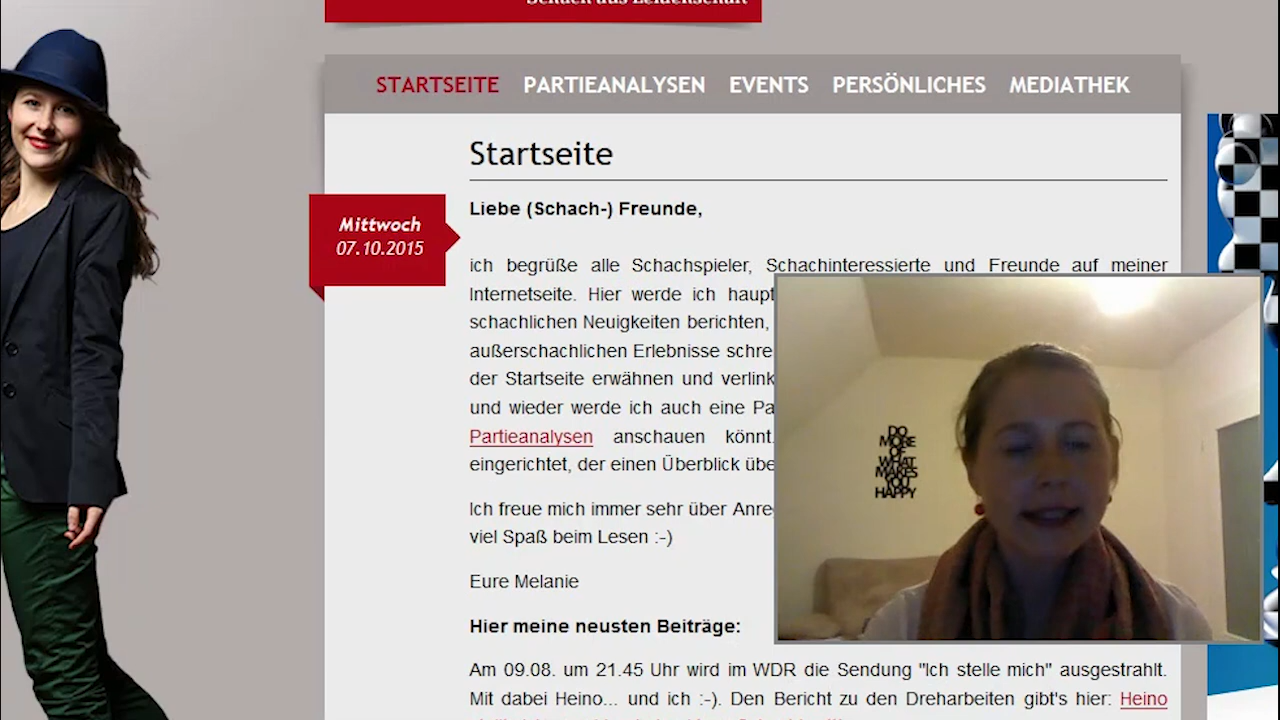 Schach aus Leidenschaft
STARTSEITE PARTIEANALYSEN EVENTS PERSÖNLICHES MEDIATHEK
Startseite
Mittwoch
07.10.2015
Liebe (Schach-) Freunde,
ich begrüße alle Schachspieler, Schachinteressierte und Freunde auf meiner
Internetseite. Hier werde ich haupt
schachlichen Neuigkeiten berichten,
außerschachlichen Erlebnisse schre
der Startseite erwähnen und verlink
und wieder werde ich auch eine Pa
Partieanalysen anschauen könnt.
eingerichtet, der einen Überblick übe
Ich freue mich immer sehr über Anre
viel Spaß beim Lesen :-)
Eure Melanie
Hier meine neusten Beiträge:
Am 09.08. um 21.45 Uhr wird im WDR die Sendung "Ich stelle mich" ausgestrahlt.
Mit dabei Heino... und ich :-). Den Bericht zu den Dreharbeiten gibt's hier: Heino
DO
MORE
OF
WHAT
MAKES
YOU
HAPPY